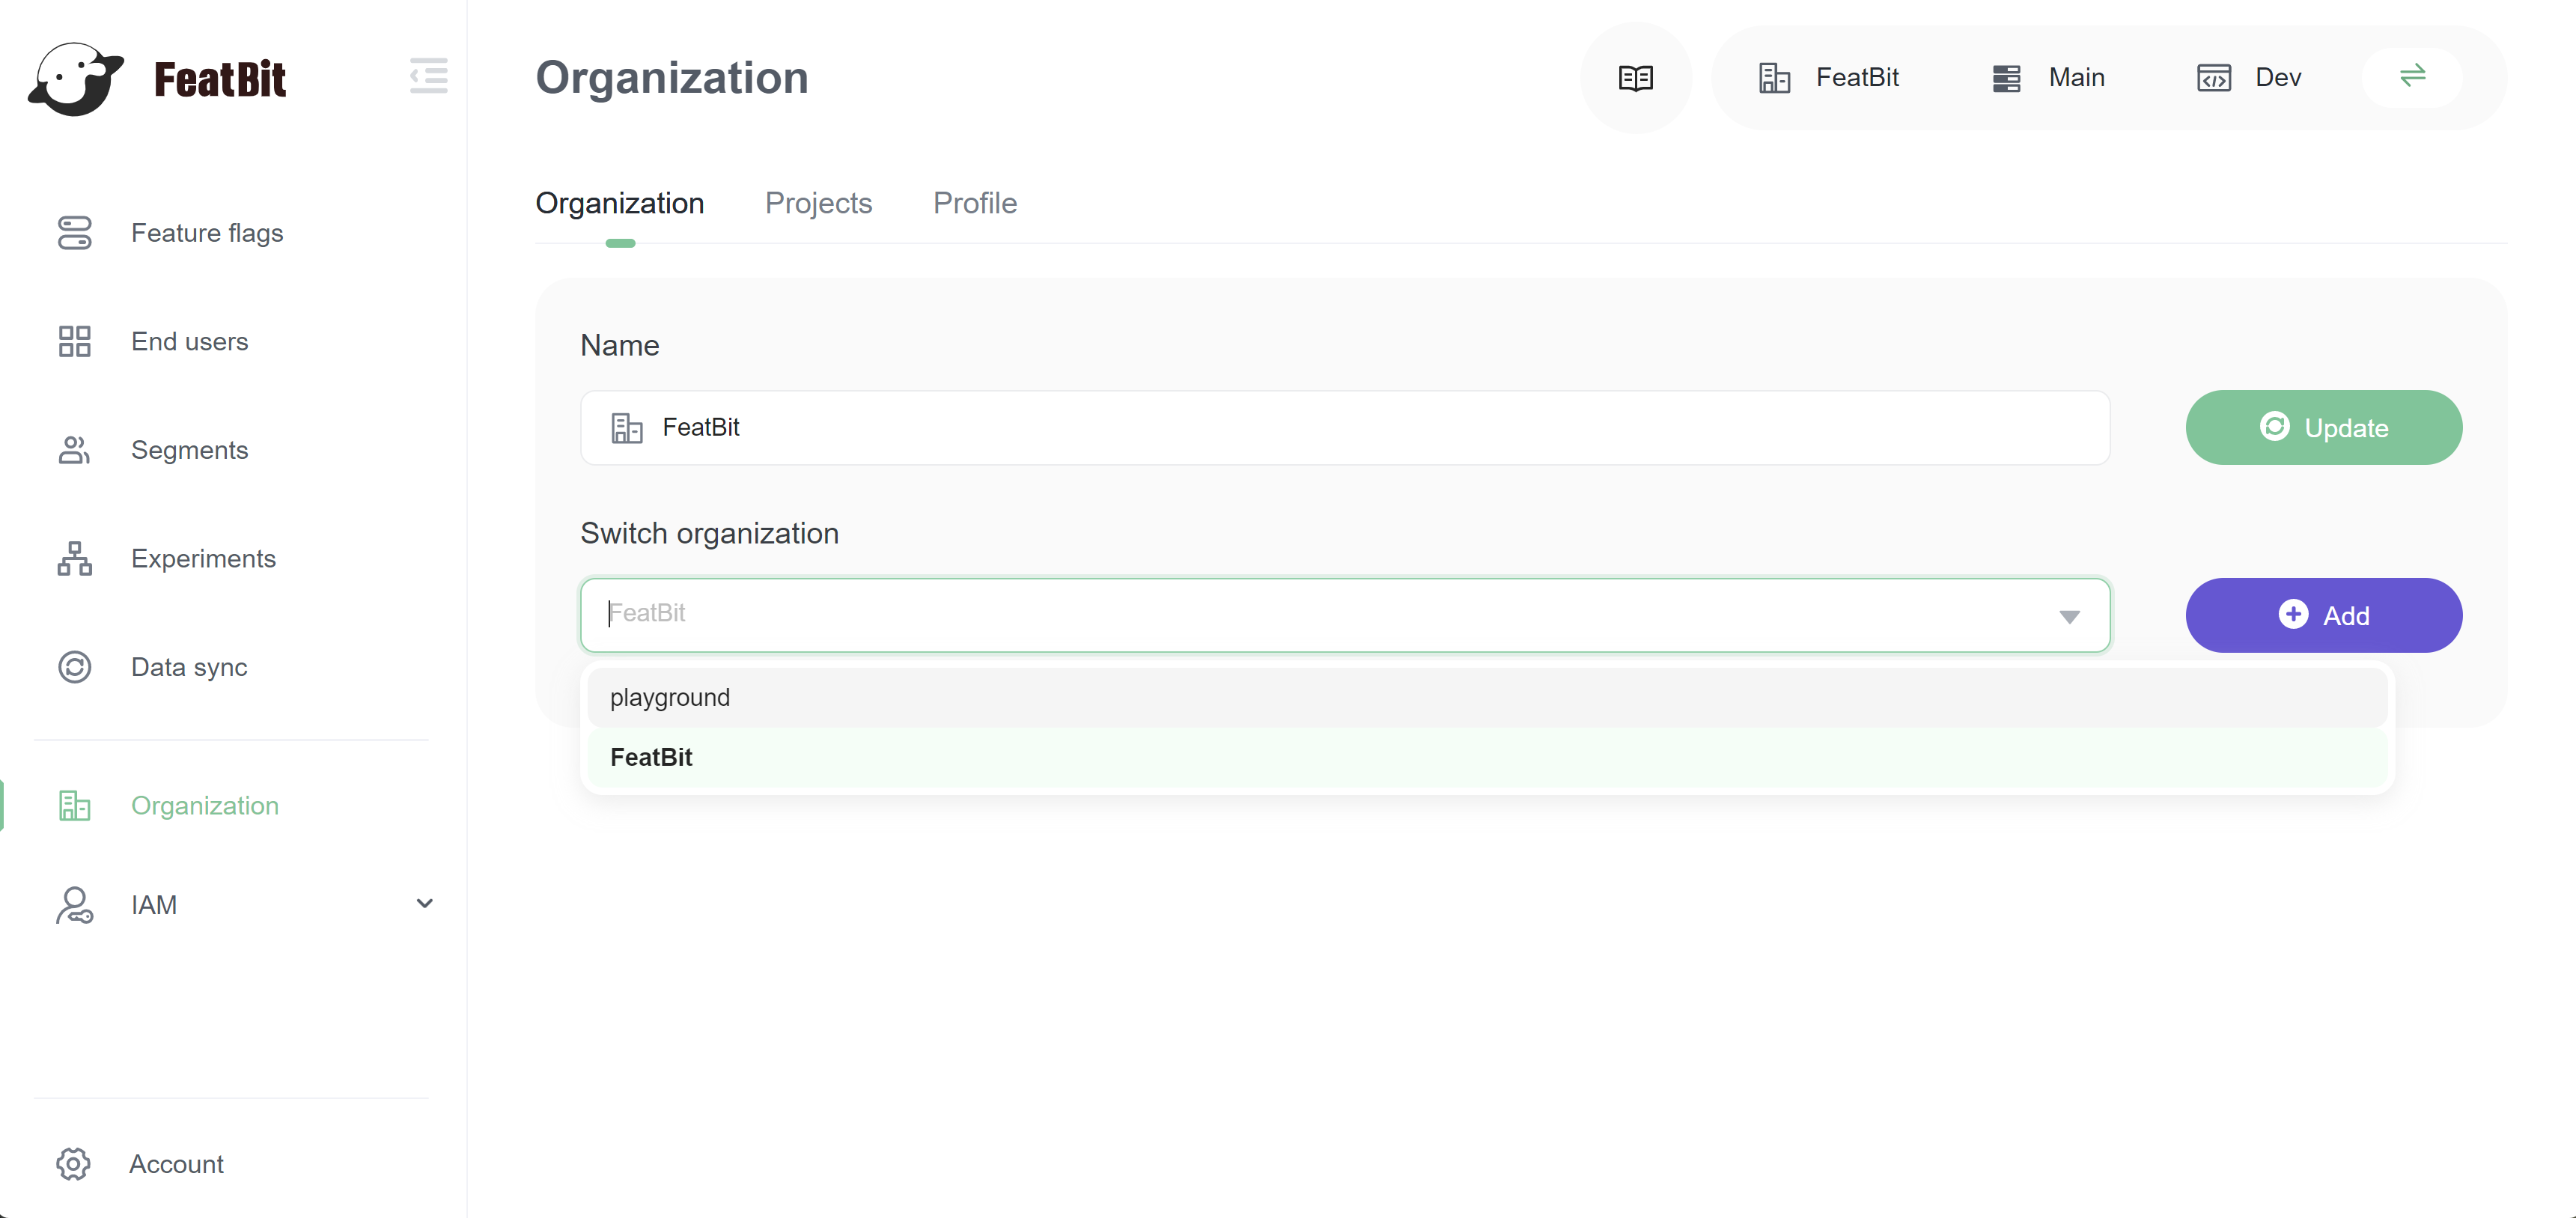 FeatBit
Organization
FeatBit
Main
Dev
Feature flags
End users
Segments
Experiments
Data sync
Organization
IAM
Account
Organization
Projects
Profile
Name
FeatBit
Update
Switch organization
FeatBit
Add
playground
FeatBit